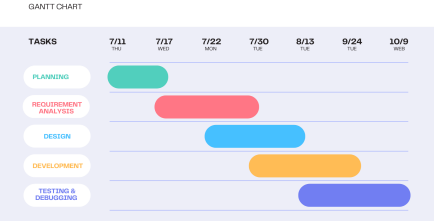 GANTT CHART
TASKS 7/11 7/17 7/22 7/30 8/13 9/24 10/9
THU WED MON TUE TUE TUE WEB
PLANNING
REQUIREMENT
ANALYSIS
DESIGN
DEVELOPMENT
TESTING &
DEBUGGING